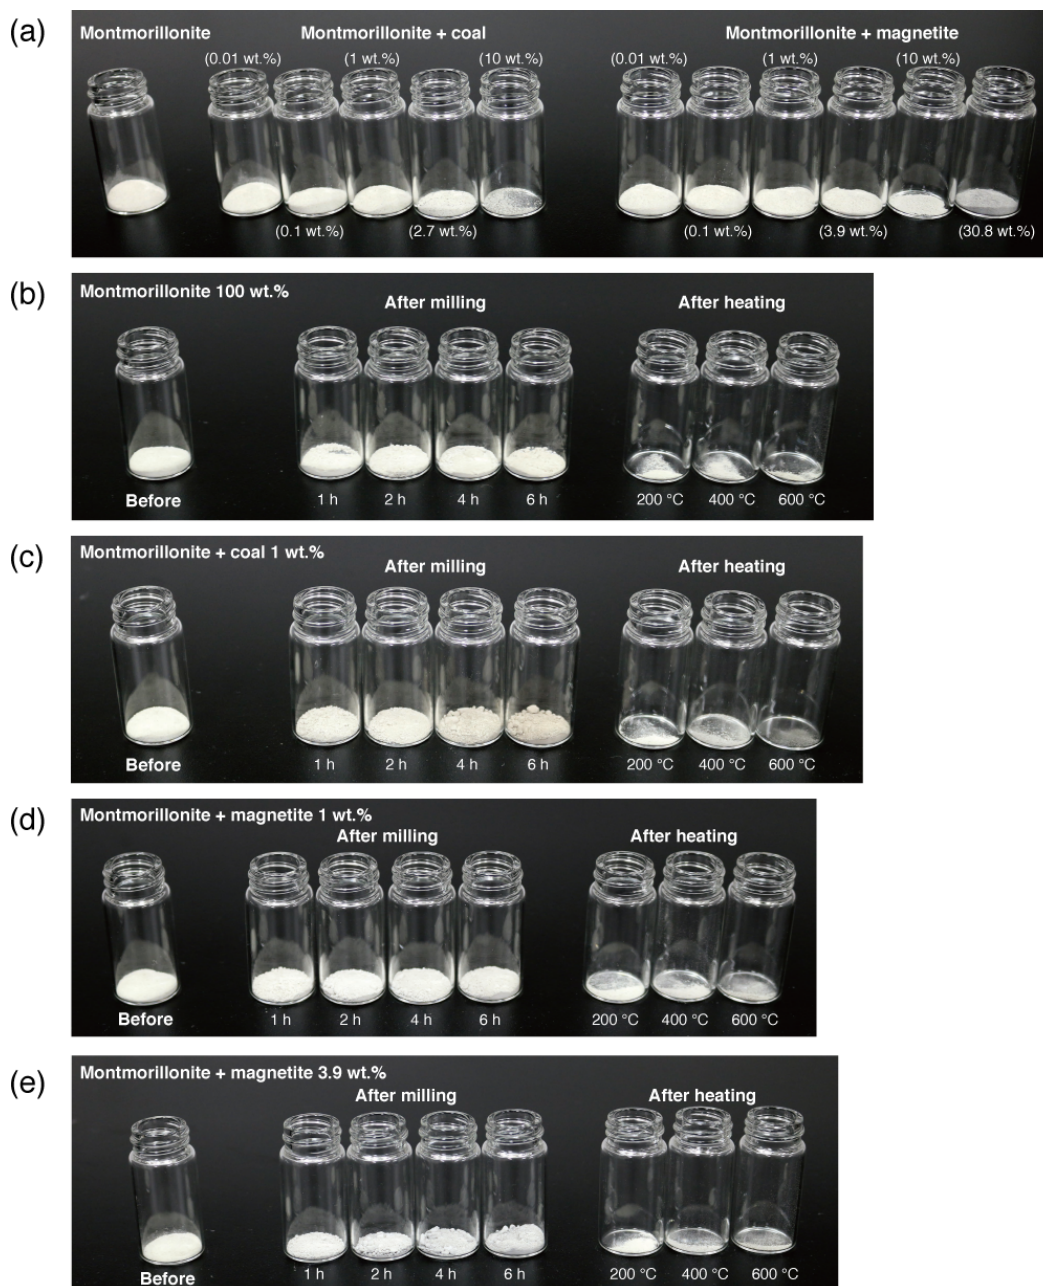 (a)
Montmorillonite
Montmorillonite + coal
Montmorillonite + magnetite
(0.01 wt.%)
(1 wt.%)
(10 wt.%)
(0.01 wt.%)
(1 wt.%)
(10 wt.%)
(0.1 wt.%)
(2.7 wt.%)
(0.1 wt.%)
(3.9 wt.%)
(30.8 wt.%)
(b)
Montmorillonite 100 wt.%
After milling
After heating
Before
1 h
2 h
4 h
6 h
200 °C
400 °C
600 °C
(c)
Montmorillonite + coal 1 wt.%
After milling
After heating
Before
1 h
2 h
4 h
6 h
200 °C
400 °C
600 °C
(d)
Montmorillonite + magnetite 1 wt.%
After milling
After heating
Before
1 h
2 h
4 h
6 h
200 °C
400 °C
600 °C
(e)
Montmorillonite + magnetite 3.9 wt.%
After milling
After heating
Before
1 h
2 h
4 h
6 h
200 °C
400 °C
600 °C